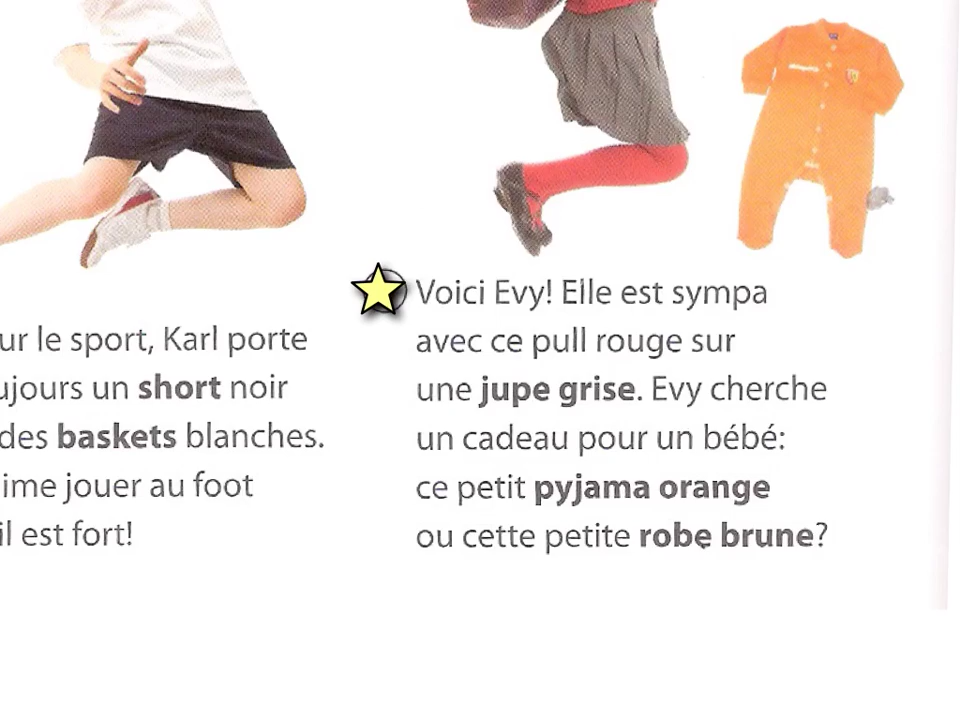 ur le sport, Karl porte
ujours un short noir
des baskets blanches.
ime jouer au foot
il est fort!
Voici Evy! Elle est sympa
avec ce pull rouge sur
une jupe grise. Evy cherche
un cadeau pour un bébé:
ce petit pyjama orange
ou cette petite robe brune?